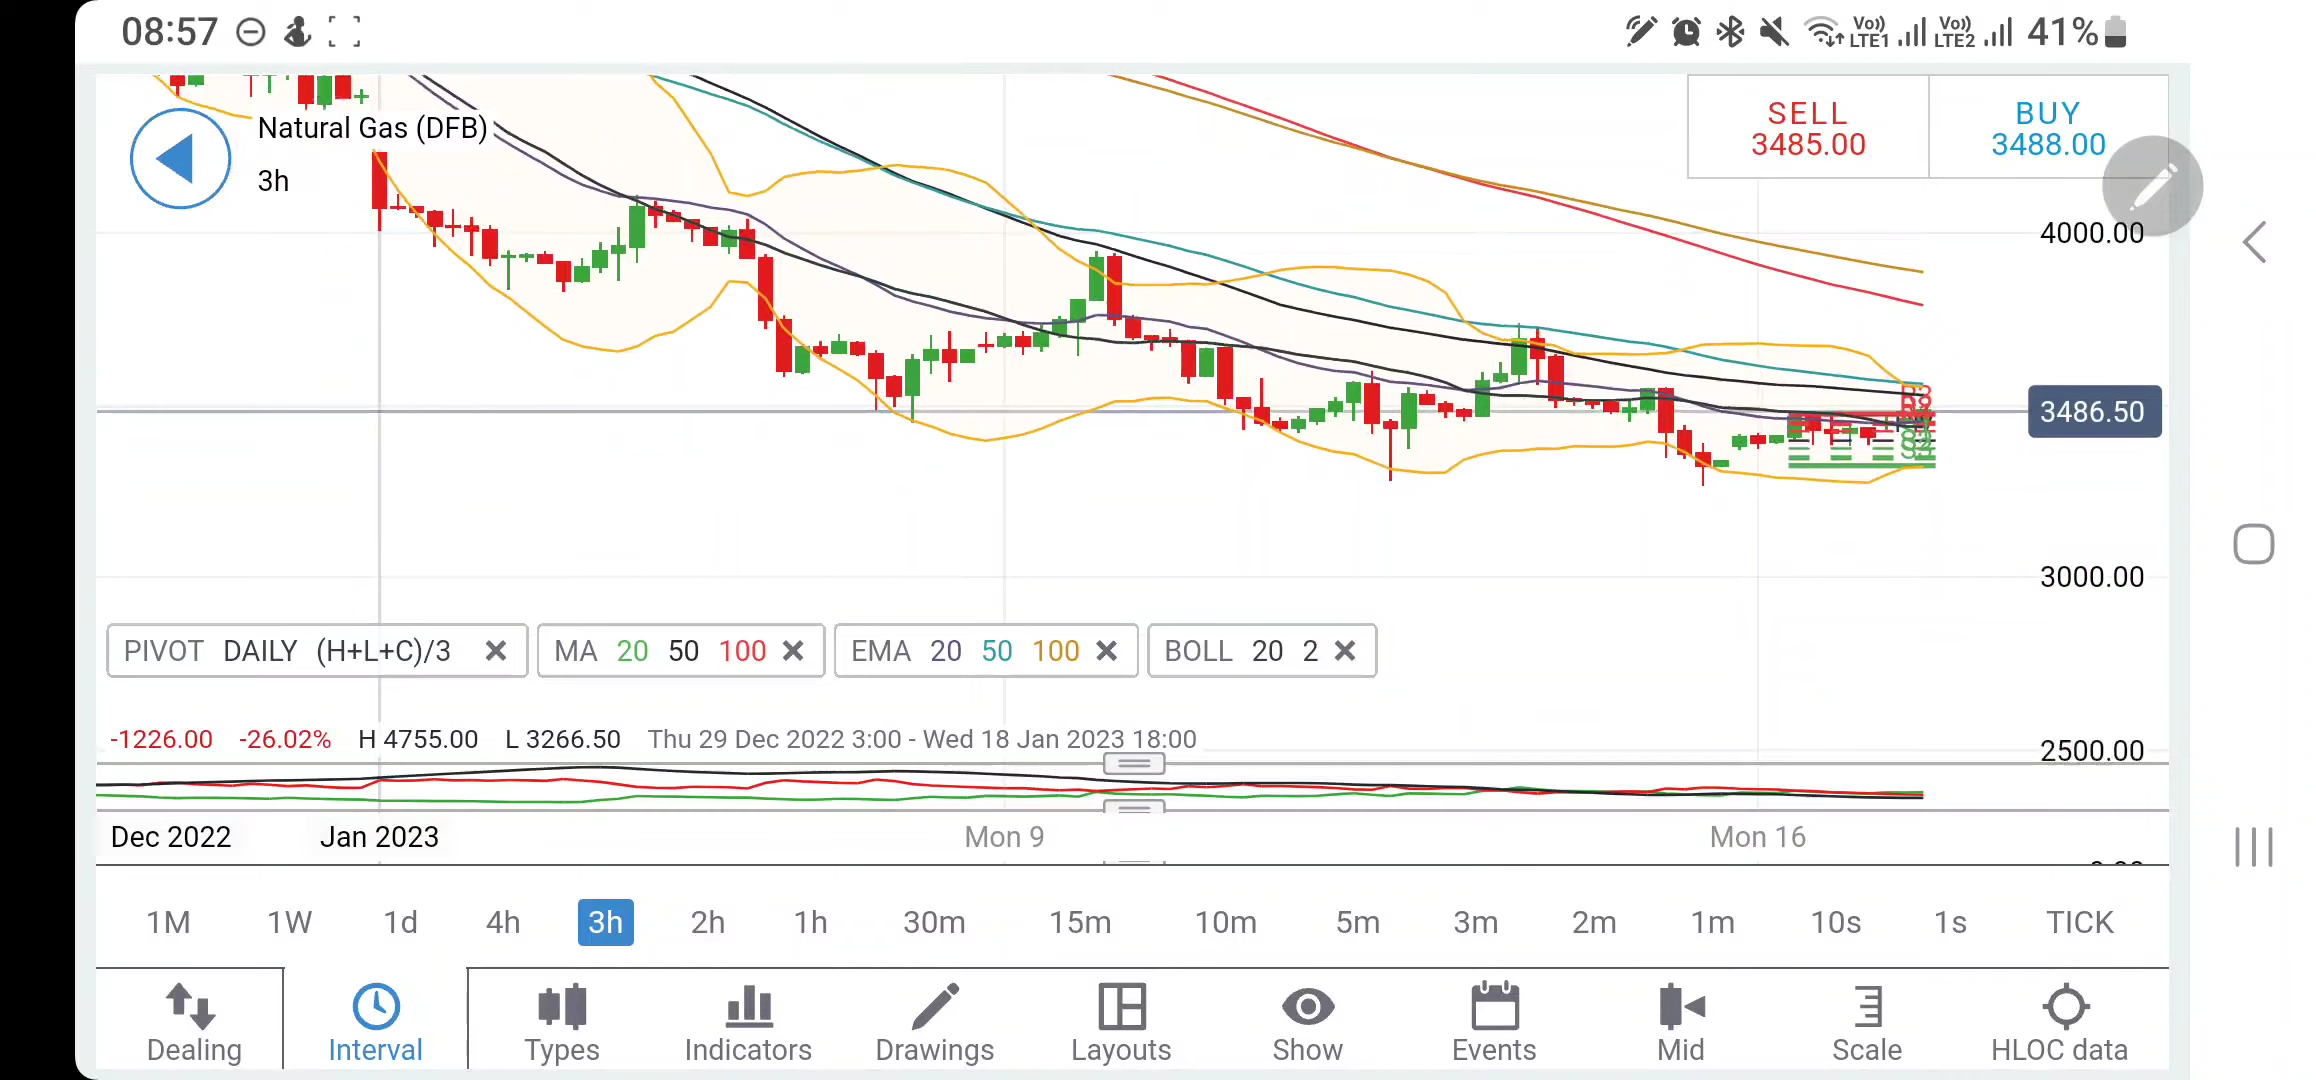 08:57
Vo)) LTE1 Vo)) LTE2 41%
Natural Gas (DFB)
3h
SELL BUY
3485.00 3488.00
4000.00
3486.50
3000.00
PIVOT DAILY (H+L+C)/3 MA 20 50 100 EMA 20 50 100 BOLL 20 2
-1226.00 -26.02% H 4755.00 L 3266.50 Thu 29 Dec 2022 3:00 - Wed 18 Jan 2023 18:00
2500.00
Dec 2022 Jan 2023 Mon 9 Mon 16
1M 1W 1d 4h 3h 2h 1h 30m 15m 10m 5m 3m 2m 1m 10s 1s TICK
Dealing Interval Types Indicators Drawings Layouts Show Events Mid Scale HLOC data